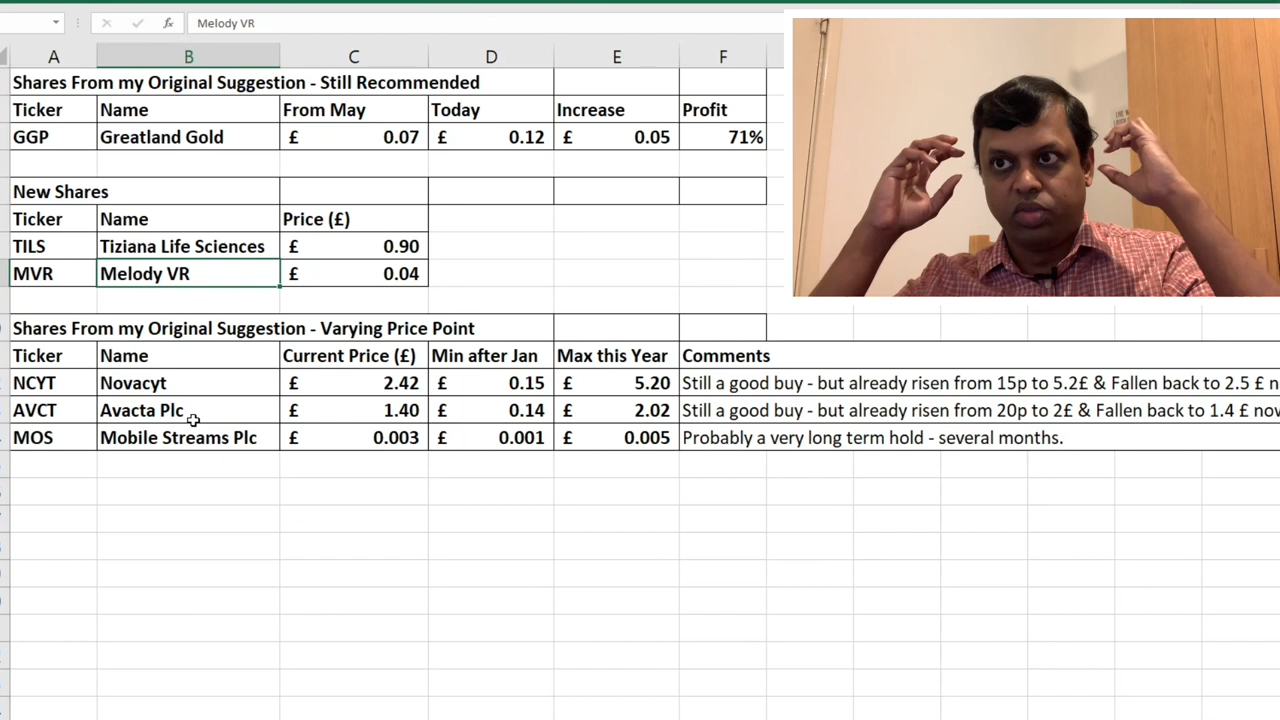 Melody VR
A B C D E F
Shares From my Original Suggestion - Still Recommended
Ticker Name From May Today Increase Profit
GGP Greatland Gold £ 0.07 £ 0.12 £ 0.05 71%
New Shares
Ticker Name Price (£)
TILS Tiziana Life Sciences £ 0.90
MVR Melody VR £ 0.04
Shares From my Original Suggestion - Varying Price Point
Ticker Name Current Price (£) Min after Jan Max this Year Comments
NCYT Novacyt £ 2.42 £ 0.15 £ 5.20 Still a good buy - but already risen from 15p to 5.2£ & Fallen back to 2.5 £ n
AVCT Avacta Plc £ 1.40 £ 0.14 £ 2.02 Still a good buy - but already risen from 20p to 2£ & Fallen back to 1.4 £ now
MOS Mobile Streams Plc £ 0.003 £ 0.001 £ 0.005 Probably a very long term hold - several months.